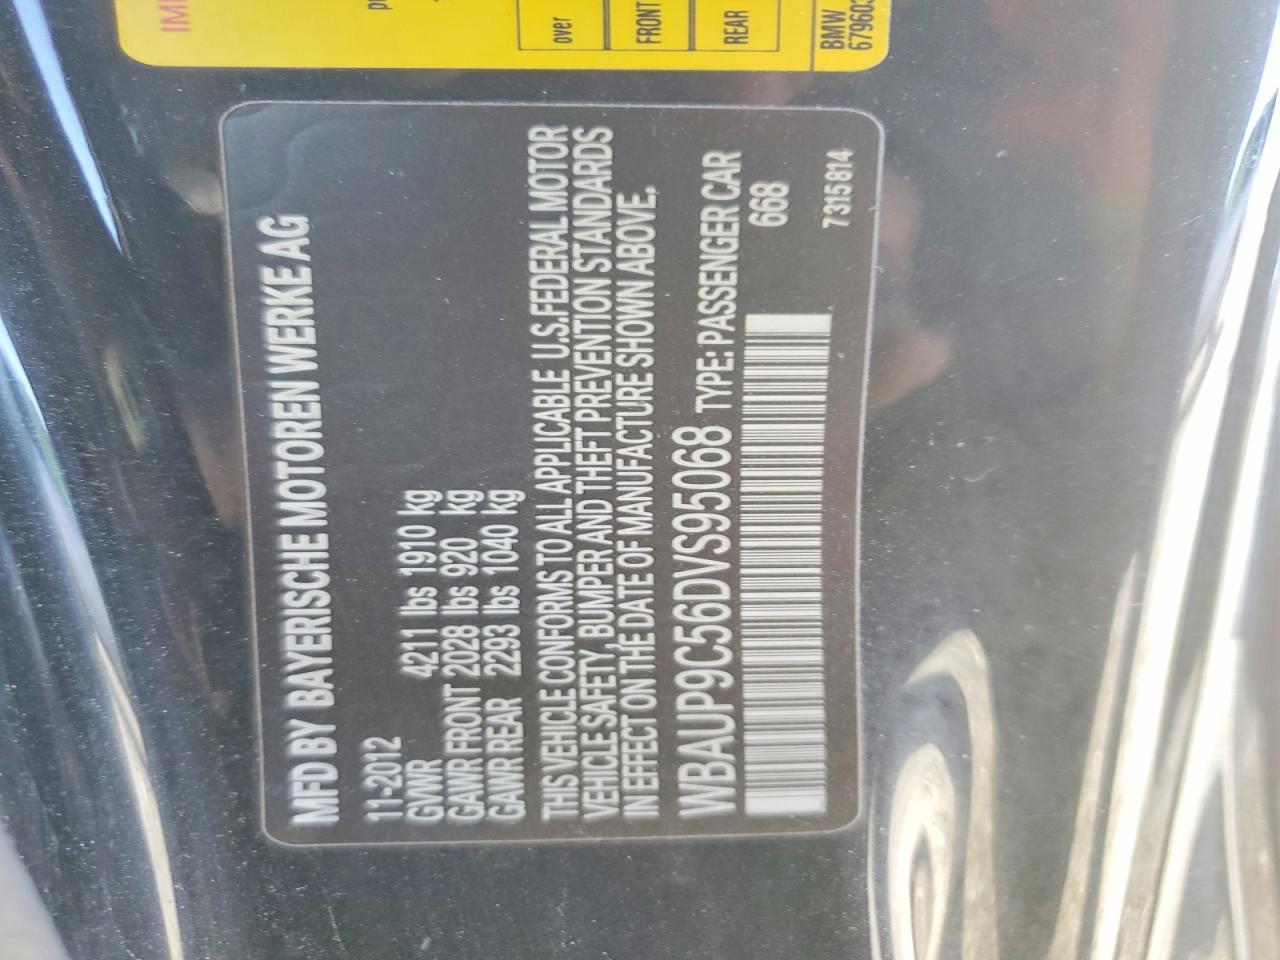 MFD BY BAYERISCHE MOTOREN WERKE AG
11-2012
GVWR 4211 lbs 1910 kg
GAWR FRONT 2028 lbs 920 kg
GAWR REAR 2293 lbs 1040 kg
THIS VEHICLE CONFORMS TO ALL APPLICABLE U.S.FEDERAL MOTOR
VEHICLE SAFETY, BUMPER AND THEFT PREVENTION STANDARDS
IN EFFECT ON THE DATE OF MANUFACTURE SHOWN ABOVE.
WBAUP9C56DVS95068 TYPE: PASSENGER CAR
668
7315814
over
FRONT
REAR
BMW